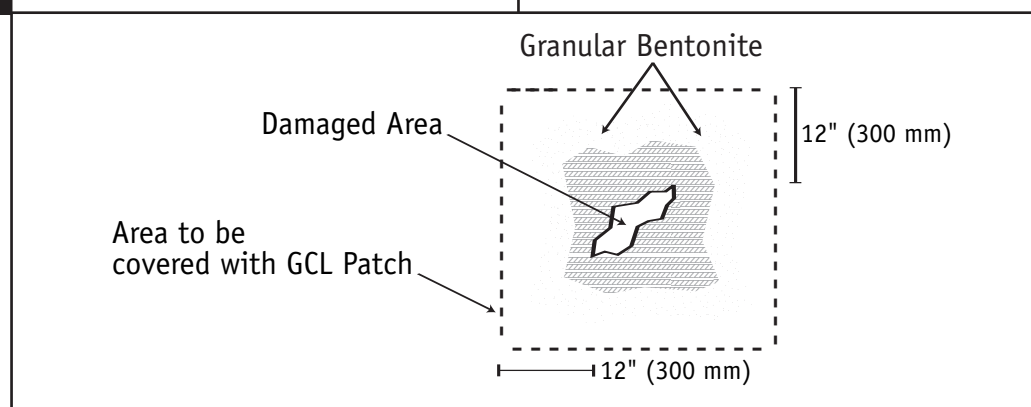 Granular Bentonite
Damaged Area
12" (300 mm)
Area to be
covered with GCL Patch
12" (300 mm)